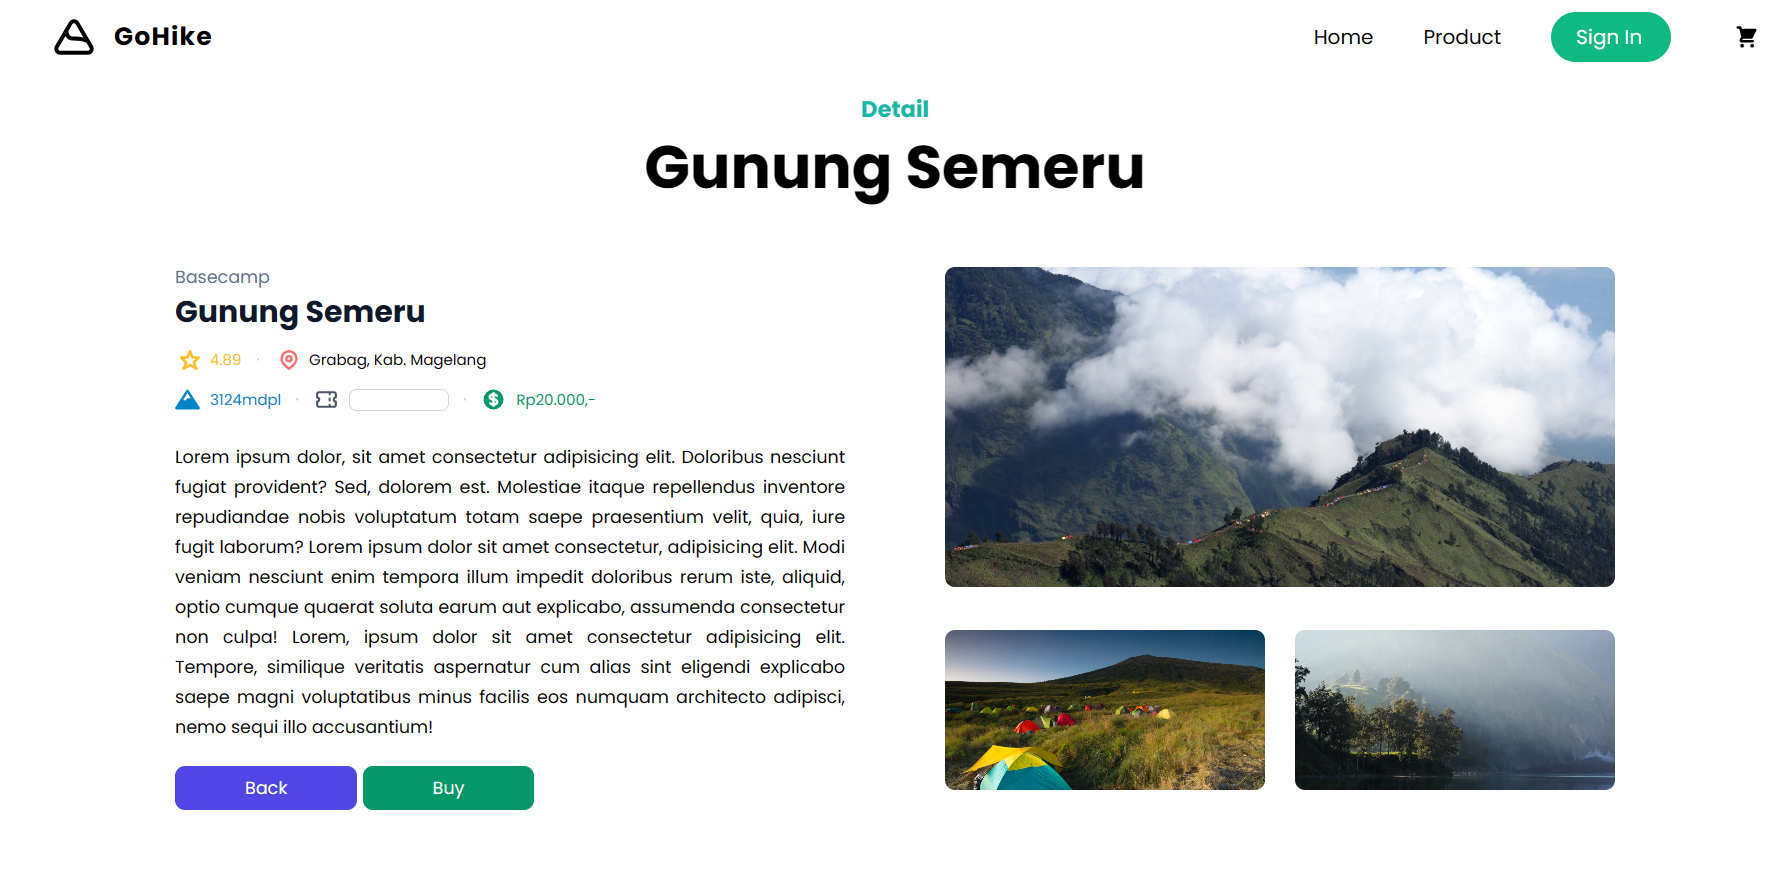 GoHike
Home
Product
Sign In
Detail
Gunung Semeru
Basecamp
Gunung Semeru
4.89 · Grabag, Kab. Magelang
3124mdpl · · Rp20.000,-
Lorem ipsum dolor, sit amet consectetur adipisicing elit. Doloribus nesciunt
fugiat provident? Sed, dolorem est. Molestiae itaque repellendus inventore
repudiandae nobis voluptatum totam saepe praesentium velit, quia, iure
fugit laborum? Lorem ipsum dolor sit amet consectetur, adipisicing elit. Modi
veniam nesciunt enim tempora illum impedit doloribus rerum iste, aliquid,
optio cumque quaerat soluta earum aut explicabo, assumenda consectetur
non culpa! Lorem, ipsum dolor sit amet consectetur adipisicing elit.
Tempore, similique veritatis aspernatur cum alias sint eligendi explicabo
saepe magni voluptatibus minus facilis eos numquam architecto adipisci,
nemo sequi illo accusantium!
Back
Buy